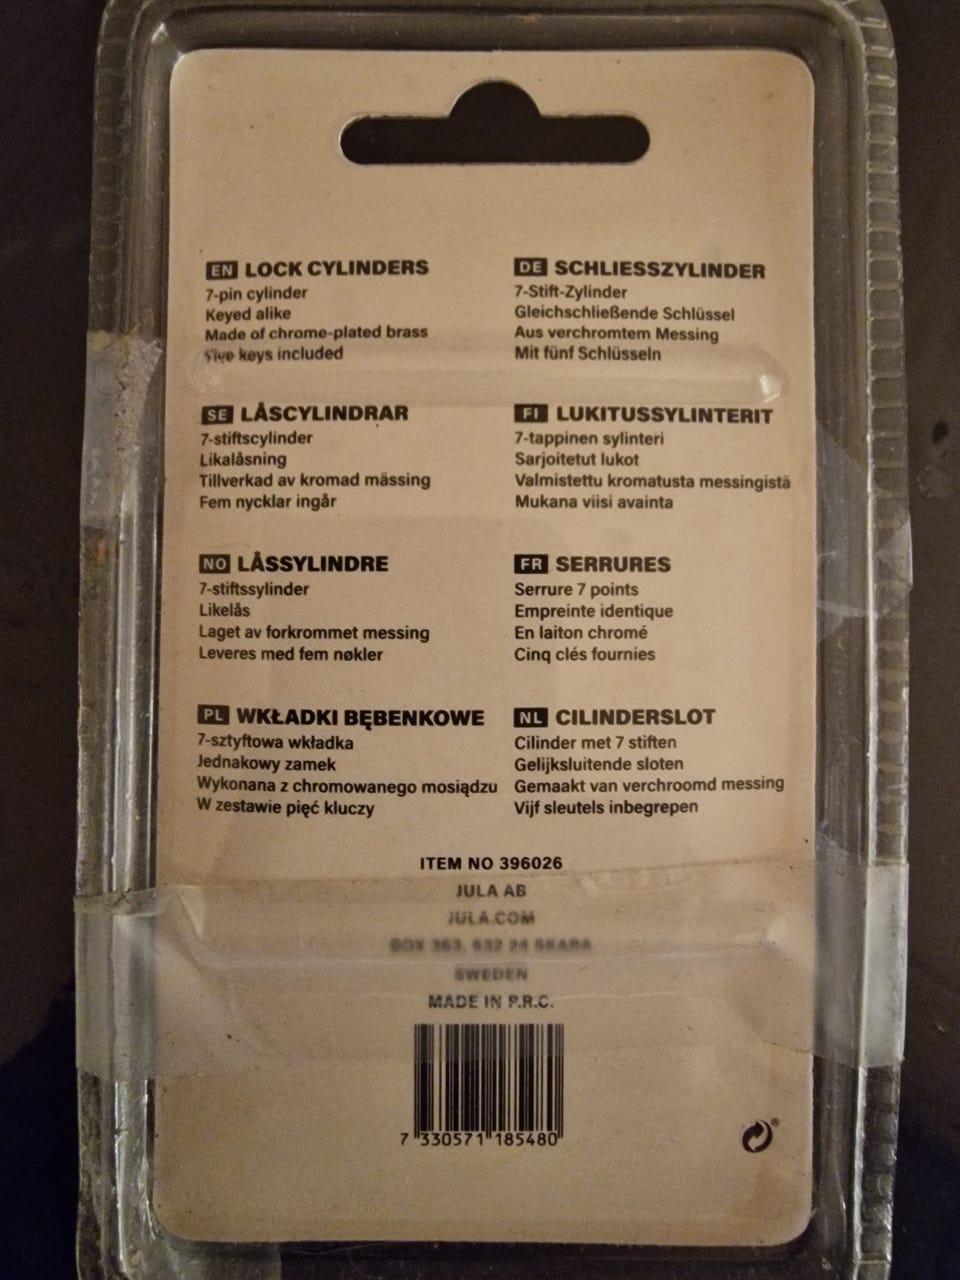 EN LOCK CYLINDERS
7-pin cylinder
Keyed alike
Made of chrome-plated brass
Five keys included
DE SCHLIESSZYLINDER
7-Stift-Zylinder
Gleichschließende Schlüssel
Aus verchromtem Messing
Mit fünf Schlüsseln
SE LÅSCYLINDRAR
7-stiftscylinder
Likalåsning
Tillverkad av kromad mässing
Fem nycklar ingår
FI LUKITUSSYLINTERIT
7-tappinen sylinteri
Sarjoitetut lukot
Valmistettu kromatusta messingistä
Mukana viisi avainta
NO LÅSSYLINDRE
7-stiftssylinder
Likelås
Laget av forkrommet messing
Leveres med fem nøkler
FR SERRURES
Serrure 7 points
Empreinte identique
En laiton chromé
Cinq clés fournies
PL WKŁADKI BĘBENKOWE
7-sztyftowa wkładka
Jednakowy zamek
Wykonana z chromowanego mosiądzu
W zestawie pięć kluczy
NL CILINDERSLOT
Cilinder met 7 stiften
Gelijksluitende sloten
Gemaakt van verchroomd messing
Vijf sleutels inbegrepen
ITEM NO 396026
JULA AB
JULA.COM
BOX 363, 532 24 SKARA
SWEDEN
MADE IN P.R.C.
7 330571 185480